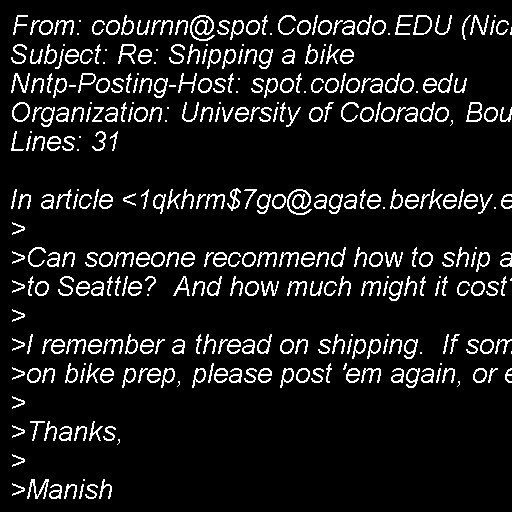 From: coburnn@spot.Colorado.EDU (Nic
Subject: Re: Shipping a bike
Nntp-Posting-Host: spot.colorado.edu
Organization: University of Colorado, Bou
Lines: 31

In article <1qkhrm$7go@agate.berkeley.e
>
>Can someone recommend how to ship a
>to Seattle?  And how much might it cost?
>
>I remember a thread on shipping.  If som
>on bike prep, please post 'em again, or e
>
>Thanks,
>
>Manish